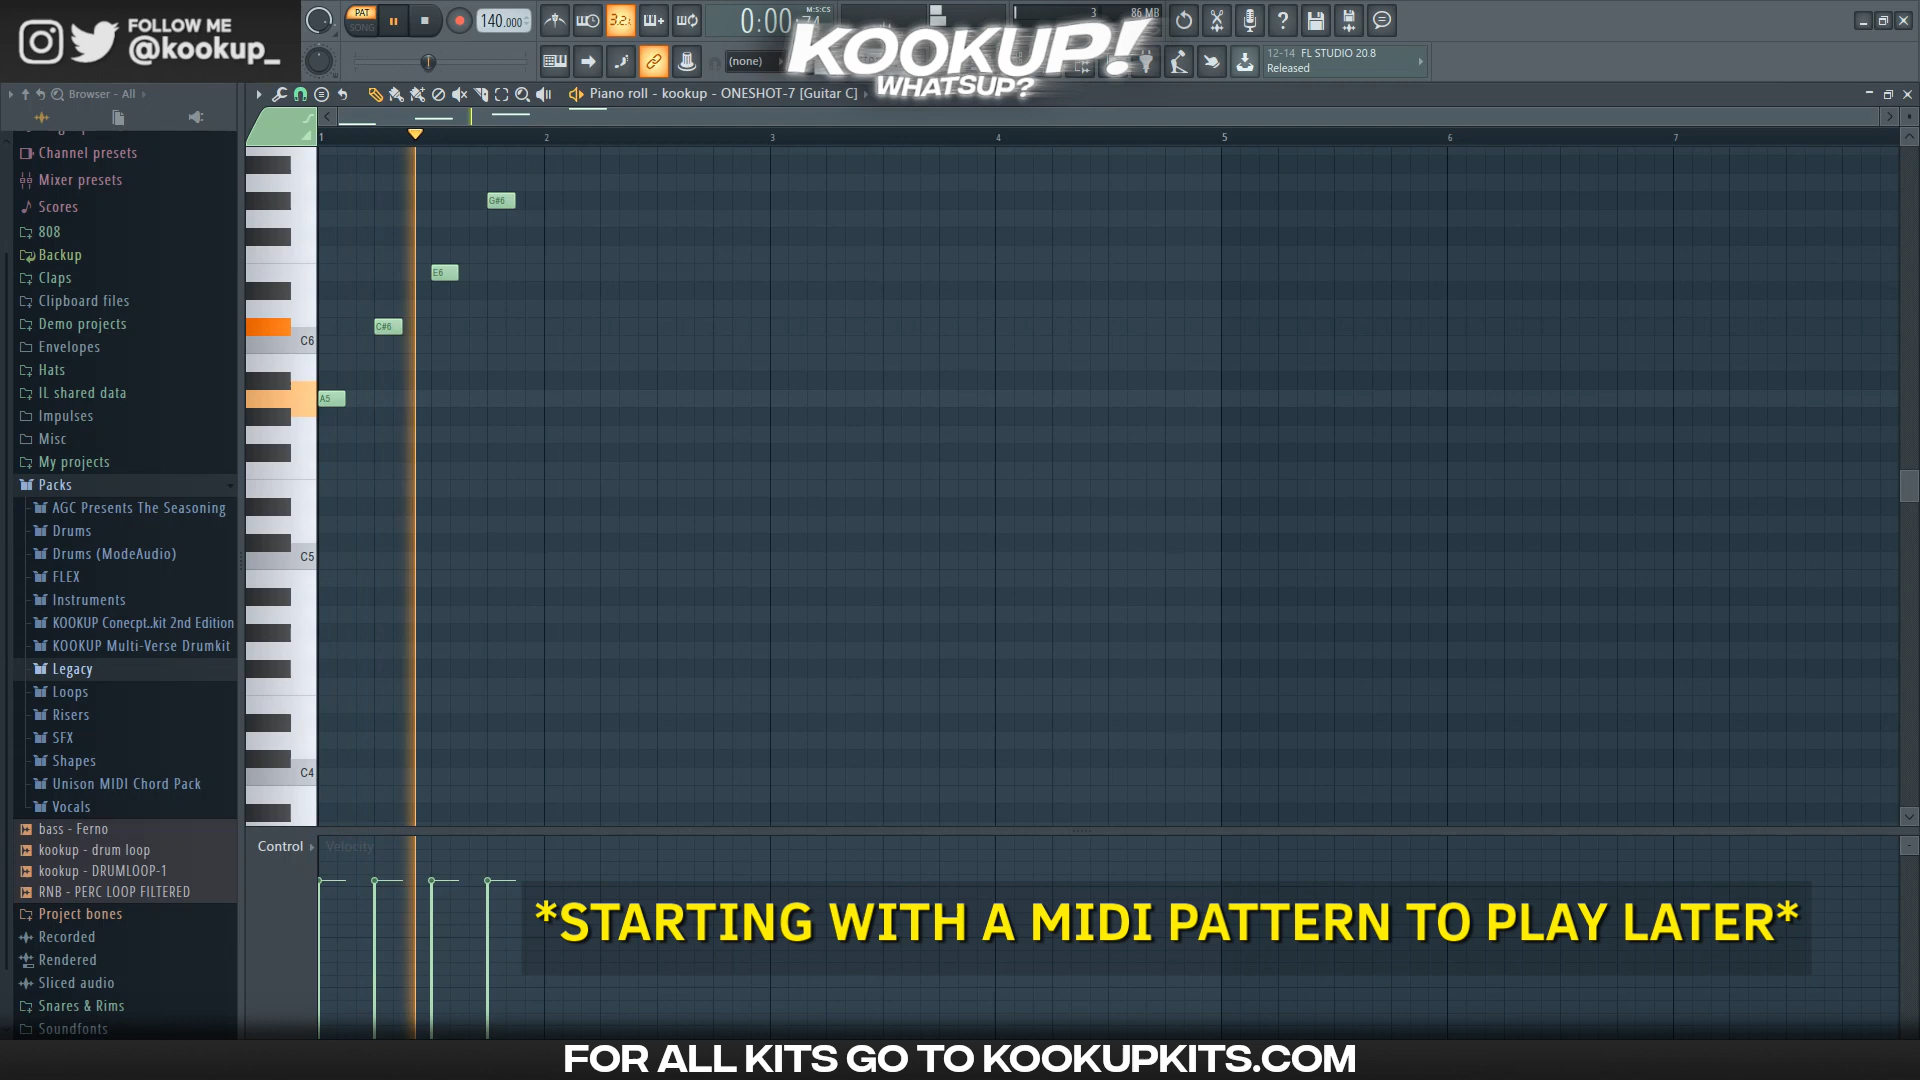 FOLLOW ME
@kookup_
PAT
SONG
140.000
3.2.
0:00:74
M:S:CS
3
86 MB
(none)
KOOKUP!
WHATSUP?
12-14 FL STUDIO 20.8
Released
Browser - All
Piano roll - kookup - ONESHOT-7 [Guitar C]
Channel presets
Mixer presets
Scores
808
Backup
Claps
Clipboard files
Demo projects
Envelopes
Hats
IL shared data
Impulses
Misc
My projects
Packs
AGC Presents The Seasoning
Drums
Drums (ModeAudio)
FLEX
Instruments
KOOKUP Conecpt..kit 2nd Edition
KOOKUP Multi-Verse Drumkit
Legacy
Loops
Risers
SFX
Shapes
Unison MIDI Chord Pack
Vocals
bass - Ferno
kookup - drum loop
kookup - DRUMLOOP-1
RNB - PERC LOOP FILTERED
Project bones
Recorded
Rendered
Sliced audio
Snares & Rims
Soundfonts
1 2 3 4 5 6 7
G#6
E6
C#6
C6
A5
C5
C4
Control
Velocity
*STARTING WITH A MIDI PATTERN TO PLAY LATER*
FOR ALL KITS GO TO KOOKUPKITS.COM